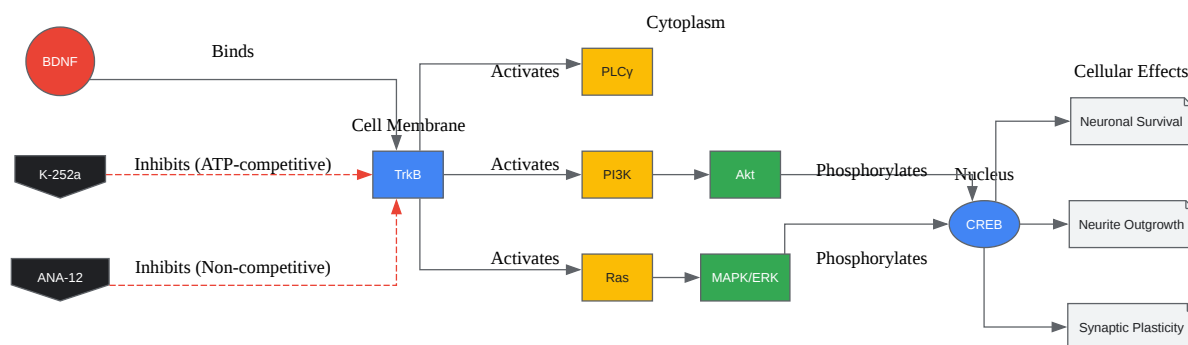 Cytoplasm
BDNF
Binds
PLCγ
Activates
Cellular Effects
Neuronal Survival
Cell Membrane
K-252a
Inhibits (ATP-competitive)
TrkB
Activates
PI3K
Akt
Phosphorylates
Nucleus
CREB
Neurite Outgrowth
ANA-12
Inhibits (Non-competitive)
Activates
Ras
MAPK/ERK
Phosphorylates
Synaptic Plasticity